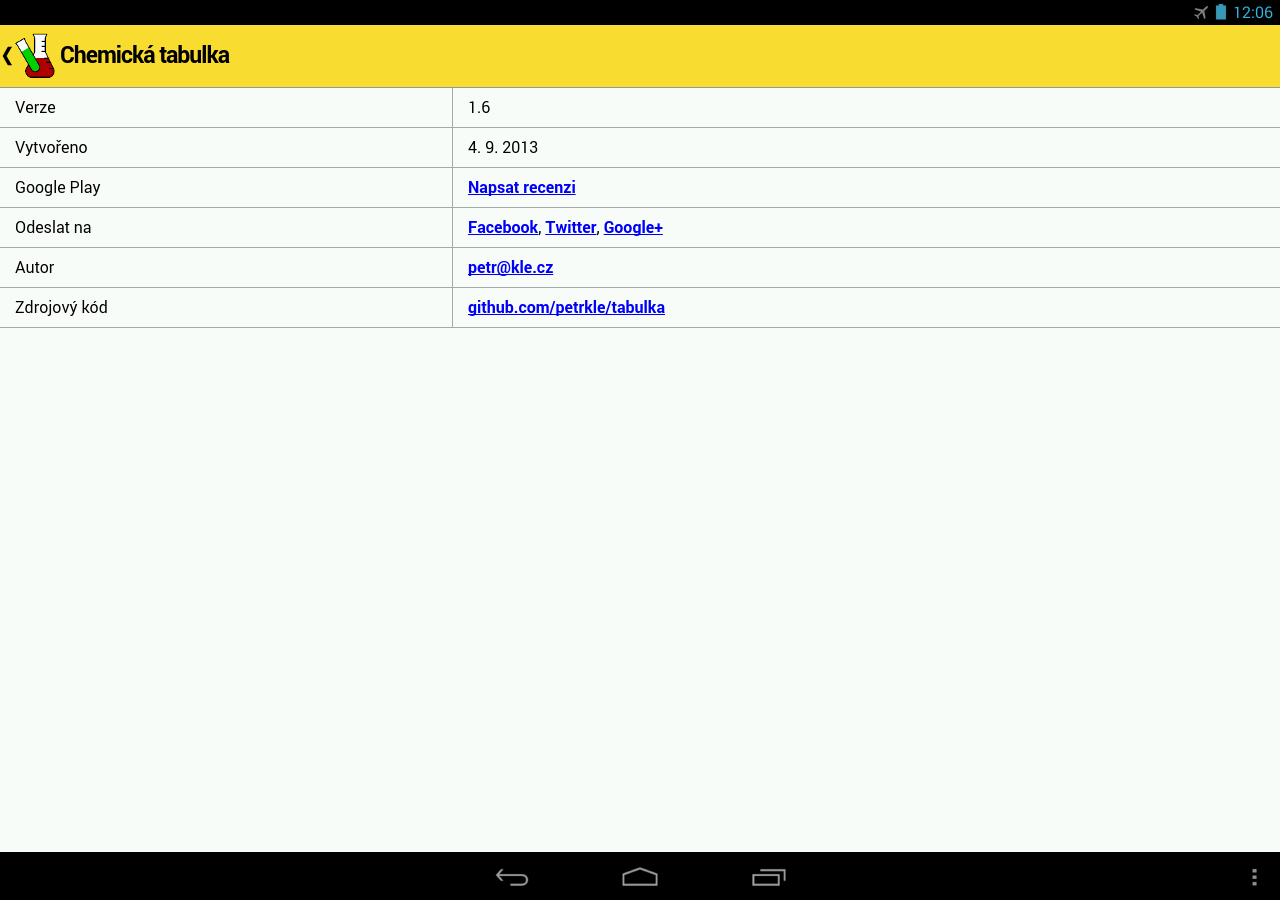 12:06
Chemická tabulka
Verze 1.6
Vytvořeno 4. 9. 2013
Google Play Napsat recenzi
Odeslat na Facebook, Twitter, Google+
Autor petr@kle.cz
Zdrojový kód github.com/petrkle/tabulka